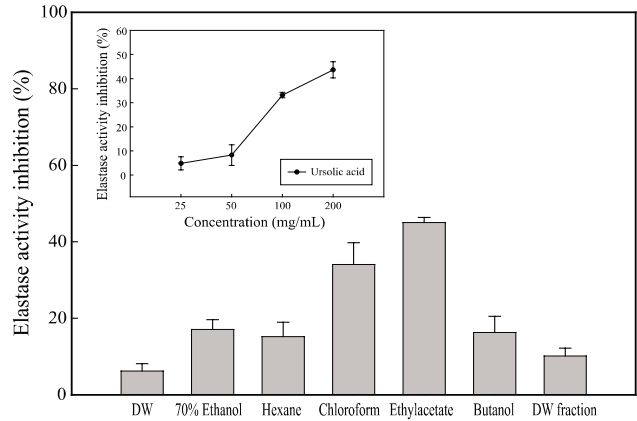 Elastase activity inhibition (%)
100
80
60
40
20
0
DW 70% Ethanol Hexane Chloroform Ethylacetate Butanol DW fraction
Elastase activity inhibition (%)
60
50
40
30
20
10
0
25 50 100 200
Concentration (mg/mL)
Ursolic acid